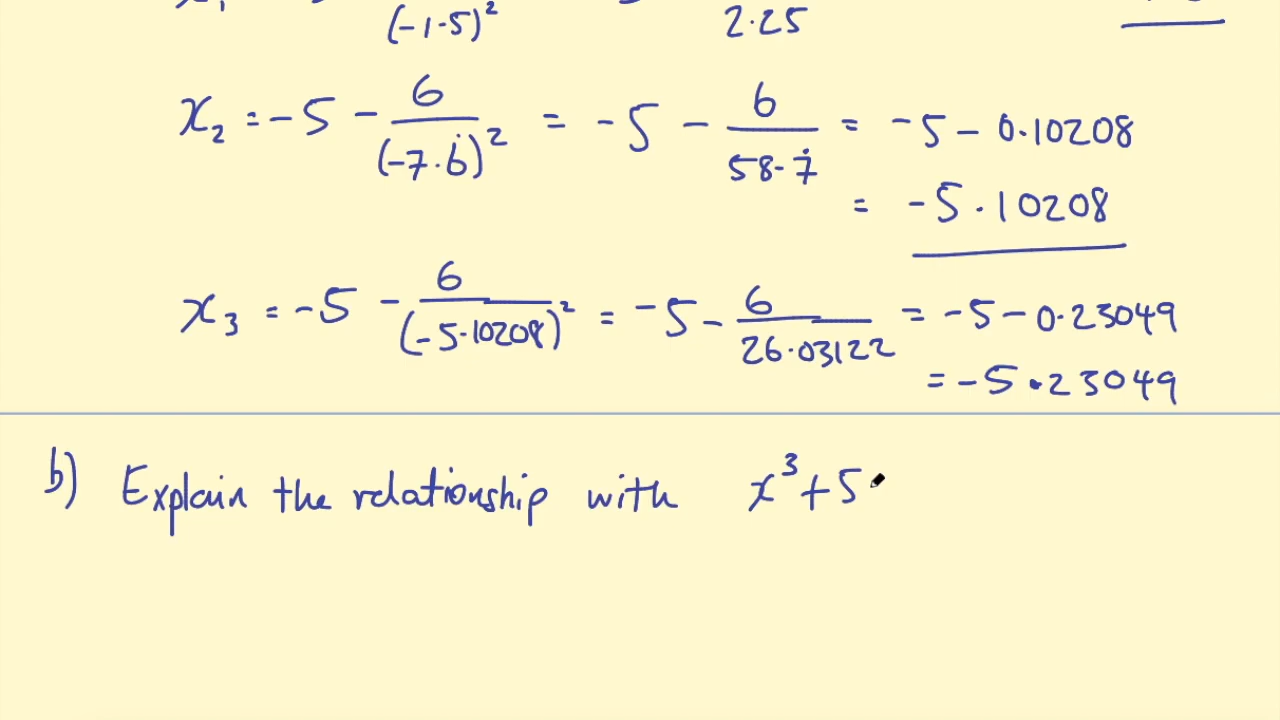 x₁ (-1·5)² 2·25
x₂ = -5 - 6/(-7·6̇)² = -5 - 6/58·7̇ = -5 - 0·10208
= -5·10208
x₃ = -5 - 6/(-5·10208)² = -5 - 6/26·03122 = -5 - 0·23049
= -5·23049
b) Explain the relationship with x³ + 5